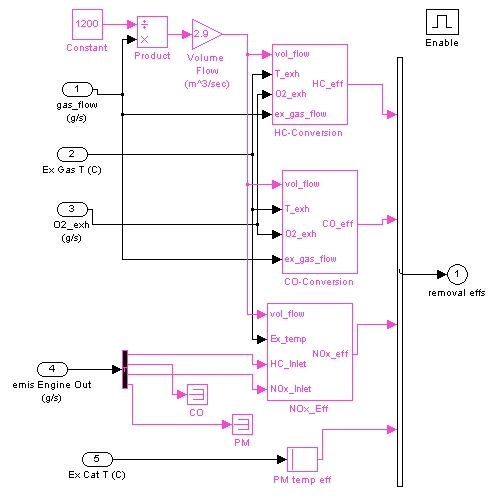 1200
Constant
÷
×
Product
2.9
Volume
Flow
(m^3/sec)
Enable
1
gas_flow
(g/s)
2
Ex Gas T (C)
3
O2_exh
(g/s)
vol_flow
T_exh
O2_exh
ex_gas_flow
HC_eff
HC-Conversion
vol_flow
T_exh
O2_exh
ex_gas_flow
CO_eff
CO-Conversion
1
removal effs
vol_flow
Ex_temp
HC_Inlet
NOx_Inlet
NOx_eff
NOx_Eff
4
emis Engine Out
(g/s)
CO
PM
5
Ex Cat T (C)
PM temp eff